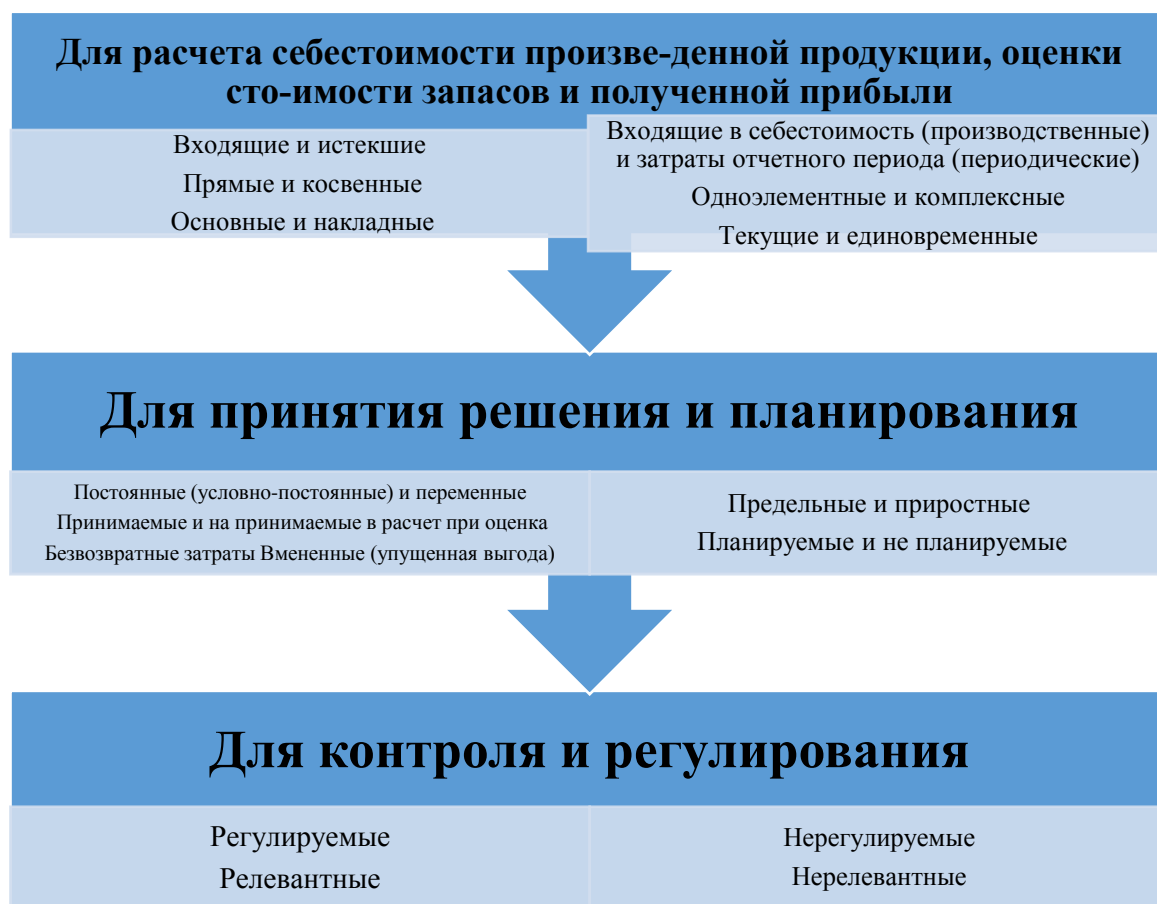 Для расчета себестоимости произве-денной продукции, оценки
сто-имости запасов и полученной прибыли
Входящие и истекшие
Прямые и косвенные
Основные и накладные
Входящие в себестоимость (производственные)
и затраты отчетного периода (периодические)
Одноэлементные и комплексные
Текущие и единовременные
Для принятия решения и планирования
Постоянные (условно-постоянные) и переменные
Принимаемые и на принимаемые в расчет при оценка
Безвозвратные затраты Вмененные (упущенная выгода)
Предельные и приростные
Планируемые и не планируемые
Для контроля и регулирования
Регулируемые
Релевантные
Нерегулируемые
Нерелевантные